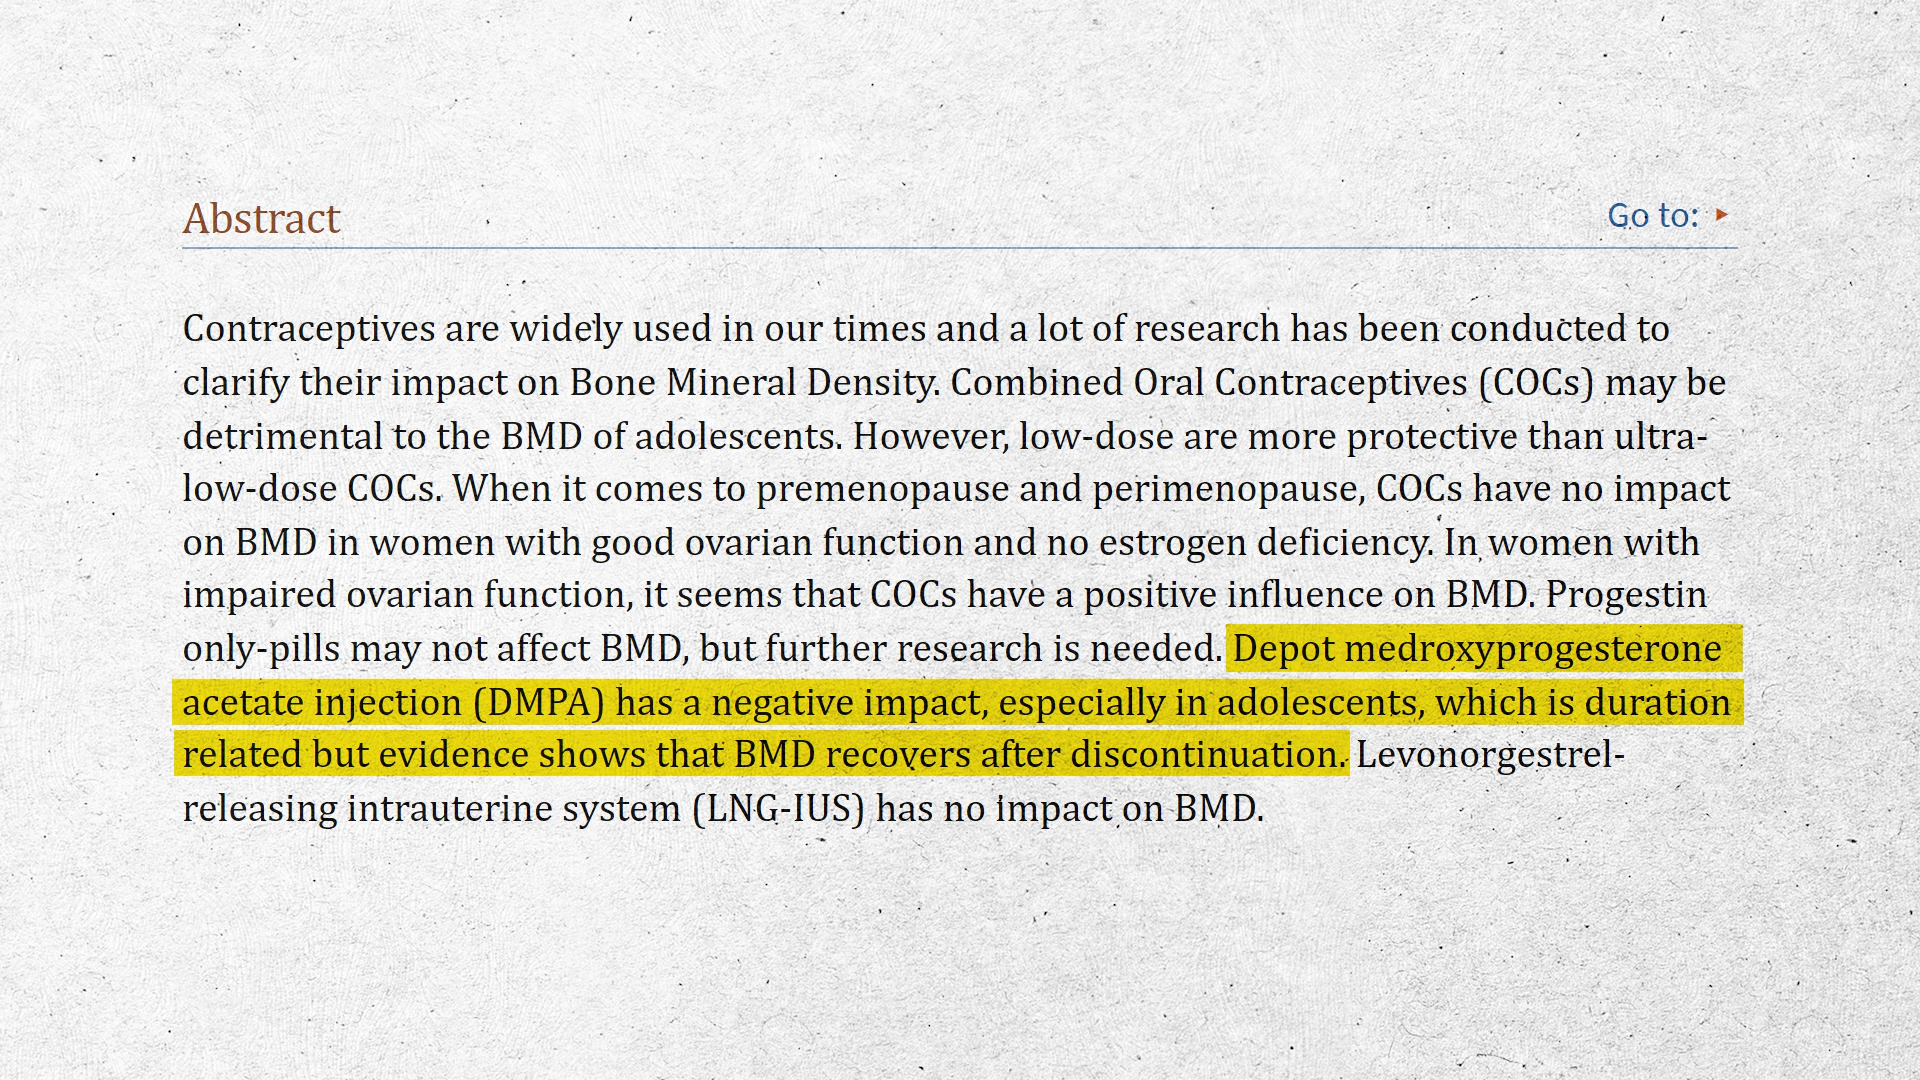 Abstract
Go to: ▸
Contraceptives are widely used in our times and a lot of research has been conducted to
clarify their impact on Bone Mineral Density. Combined Oral Contraceptives (COCs) may be
detrimental to the BMD of adolescents. However, low-dose are more protective than ultra-
low-dose COCs. When it comes to premenopause and perimenopause, COCs have no impact
on BMD in women with good ovarian function and no estrogen deficiency. In women with
impaired ovarian function, it seems that COCs have a positive influence on BMD. Progestin
only-pills may not affect BMD, but further research is needed. Depot medroxyprogesterone
acetate injection (DMPA) has a negative impact, especially in adolescents, which is duration
related but evidence shows that BMD recovers after discontinuation. Levonorgestrel-
releasing intrauterine system (LNG-IUS) has no impact on BMD.